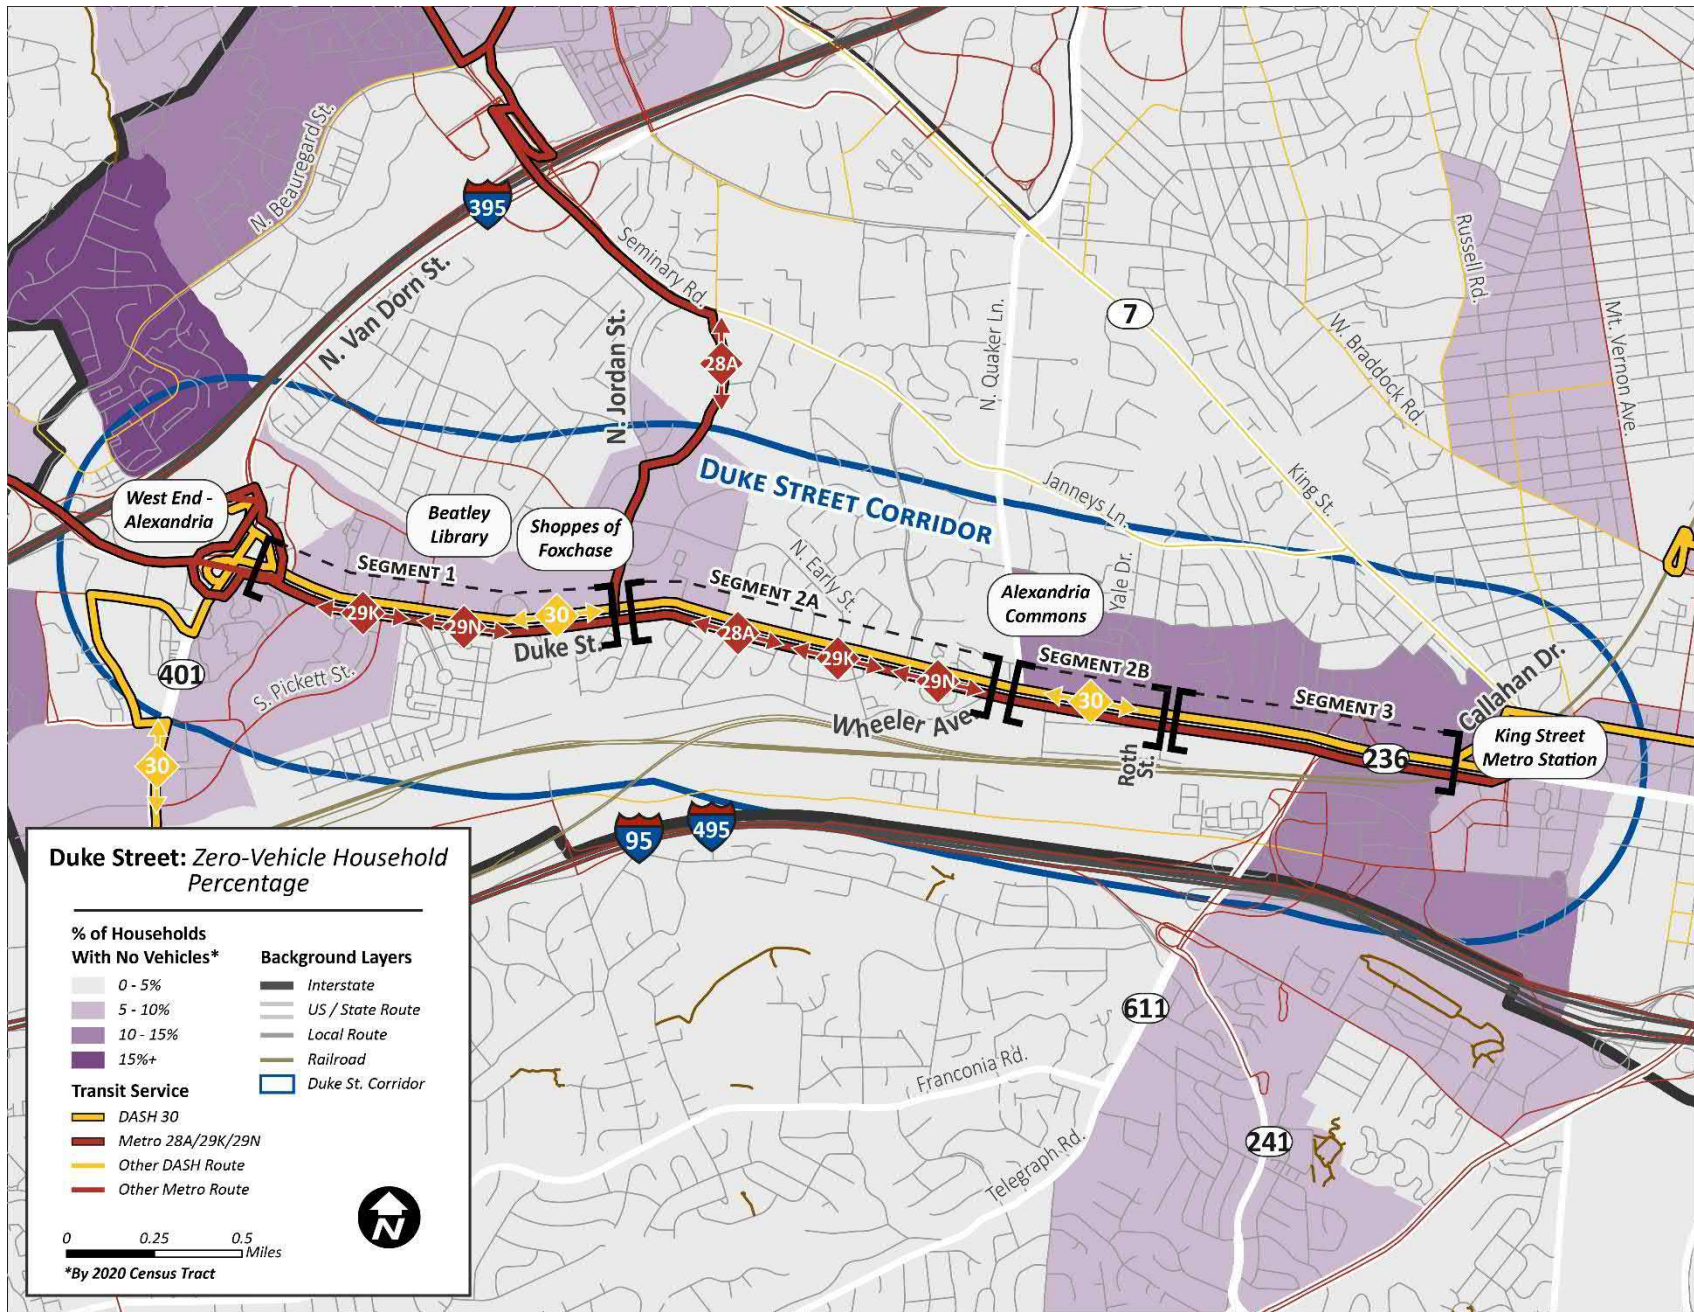 N. Beauregard St.
395
N. Van Dorn St.
Seminary Rd.
N. Jordan St.
28A
N. Quaker Ln.
7
W. Braddock Rd.
Russell Rd.
Mt. Vernon Ave.
King St.
Janneys Ln.
DUKE STREET CORRIDOR
West End -
Alexandria
Beatley
Library
Shoppes of
Foxchase
N. Early St.
Alexandria
Commons
Yale Dr.
SEGMENT 1
SEGMENT 2A
SEGMENT 2B
SEGMENT 3
29K
29N
30
Duke St.
28A
29K
29N
30
Wheeler Ave.
Roth
St.
236
Callahan Dr.
King Street
Metro Station
401
S. Pickett St.
30
95
495
611
Franconia Rd.
Telegraph Rd.
241
Duke Street: Zero-Vehicle Household
Percentage
% of Households
With No Vehicles*
0 - 5%
5 - 10%
10 - 15%
15%+
Transit Service
DASH 30
Metro 28A/29K/29N
Other DASH Route
Other Metro Route
Background Layers
Interstate
US / State Route
Local Route
Railroad
Duke St. Corridor
N
0 0.25 0.5
Miles
*By 2020 Census Tract